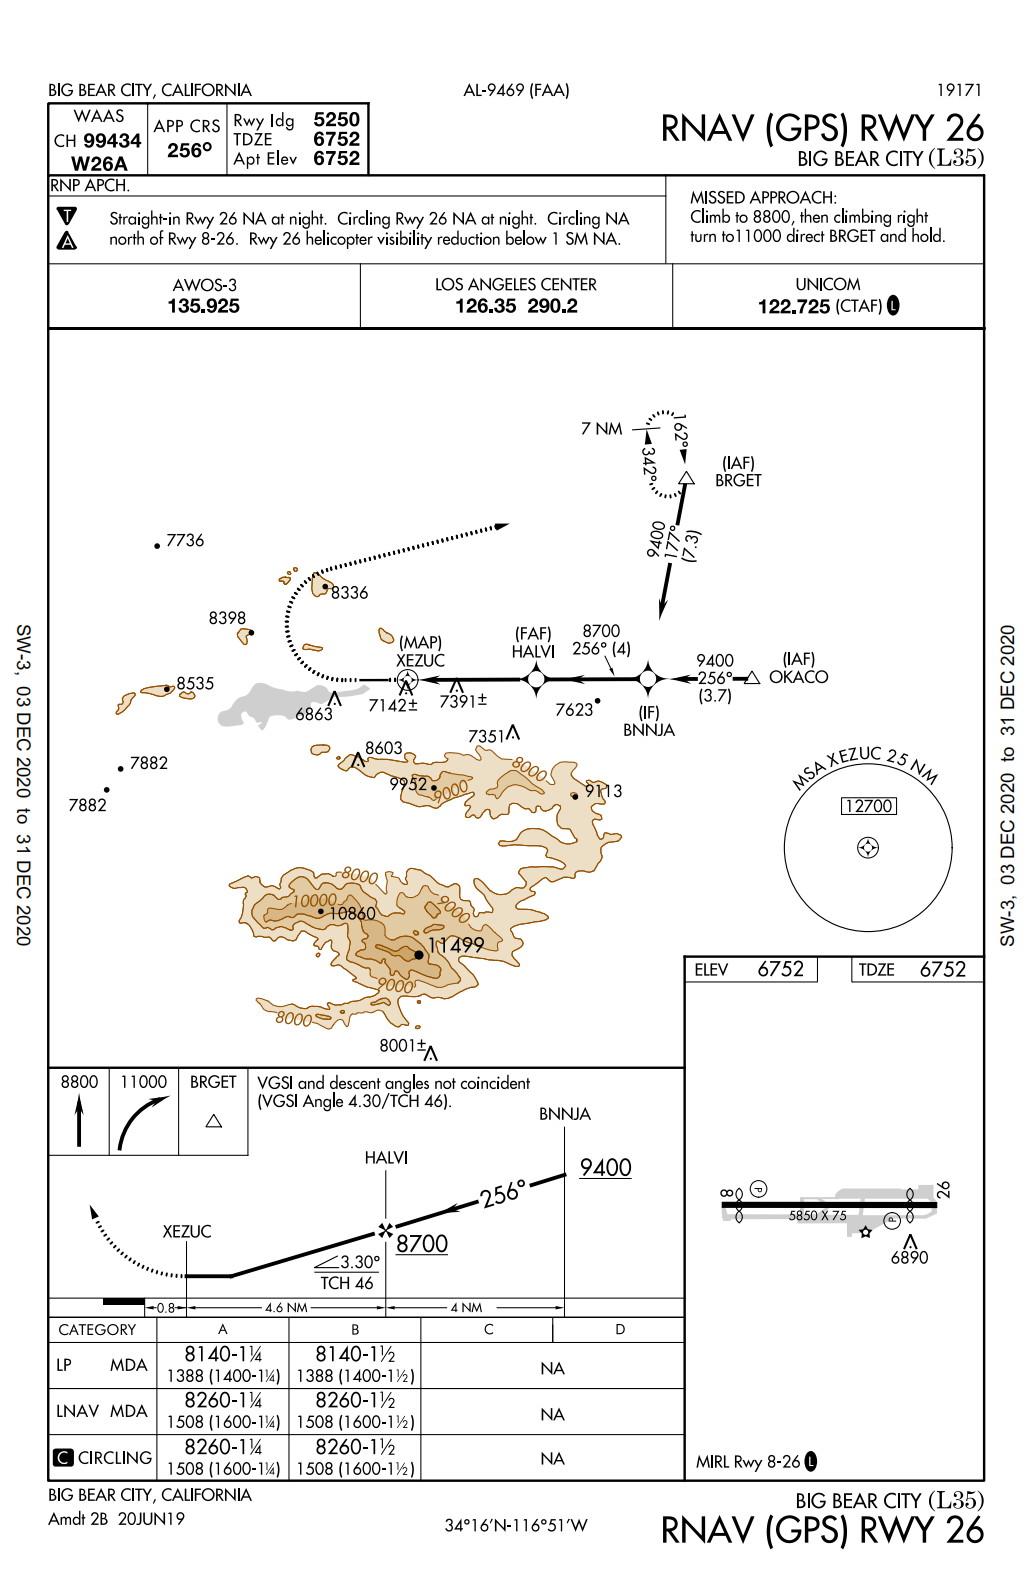 BIG BEAR CITY, CALIFORNIA
AL-9469 (FAA)
19171
WAAS
CH 99434
W26A
APP CRS
256°
Rwy ldg 5250
TDZE 6752
Apt Elev 6752
RNAV (GPS) RWY 26
BIG BEAR CITY (L35)
RNP APCH.
T
A
Straight-in Rwy 26 NA at night. Circling Rwy 26 NA at night. Circling NA
north of Rwy 8-26. Rwy 26 helicopter visibility reduction below 1 SM NA.
MISSED APPROACH:
Climb to 8800, then climbing right
turn to11000 direct BRGET and hold.
AWOS-3
135.925
LOS ANGELES CENTER
126.35 290.2
UNICOM
122.725 (CTAF) L
7 NM
162°
342°
(IAF)
BRGET
9400
177°
(7.3)
7736
8336
8398
8535
(MAP)
XEZUC
(FAF)
HALVI
8700
256° (4)
9400
256°
(3.7)
(IAF)
OKACO
(IF)
BNNJA
6863
7142±
7391±
7623
7351
8603
7882
7882
9952
9000
8000
9113
MSA XEZUC 25 NM
12700
8000
10000
10860
9000
11499
9000
8000
8001±
SW-3, 03 DEC 2020 to 31 DEC 2020
SW-3, 03 DEC 2020 to 31 DEC 2020
ELEV 6752
TDZE 6752
8
P
5850 X 75
P
26
6890
MIRL Rwy 8-26 L
8800
11000
BRGET
VGSI and descent angles not coincident
(VGSI Angle 4.30/TCH 46).
BNNJA
HALVI
XEZUC
9400
256°
8700
3.30°
TCH 46
0.8
4.6 NM
4 NM
CATEGORY A B C D
LP MDA 8140-1¼ 8140-1½ NA
1388 (1400-1¼) 1388 (1400-1½)
LNAV MDA 8260-1¼ 8260-1½ NA
1508 (1600-1¼) 1508 (1600-1½)
C CIRCLING 8260-1¼ 8260-1½ NA
1508 (1600-1¼) 1508 (1600-1½)
BIG BEAR CITY, CALIFORNIA
Amdt 2B 20JUN19
34°16'N-116°51'W
BIG BEAR CITY (L35)
RNAV (GPS) RWY 26